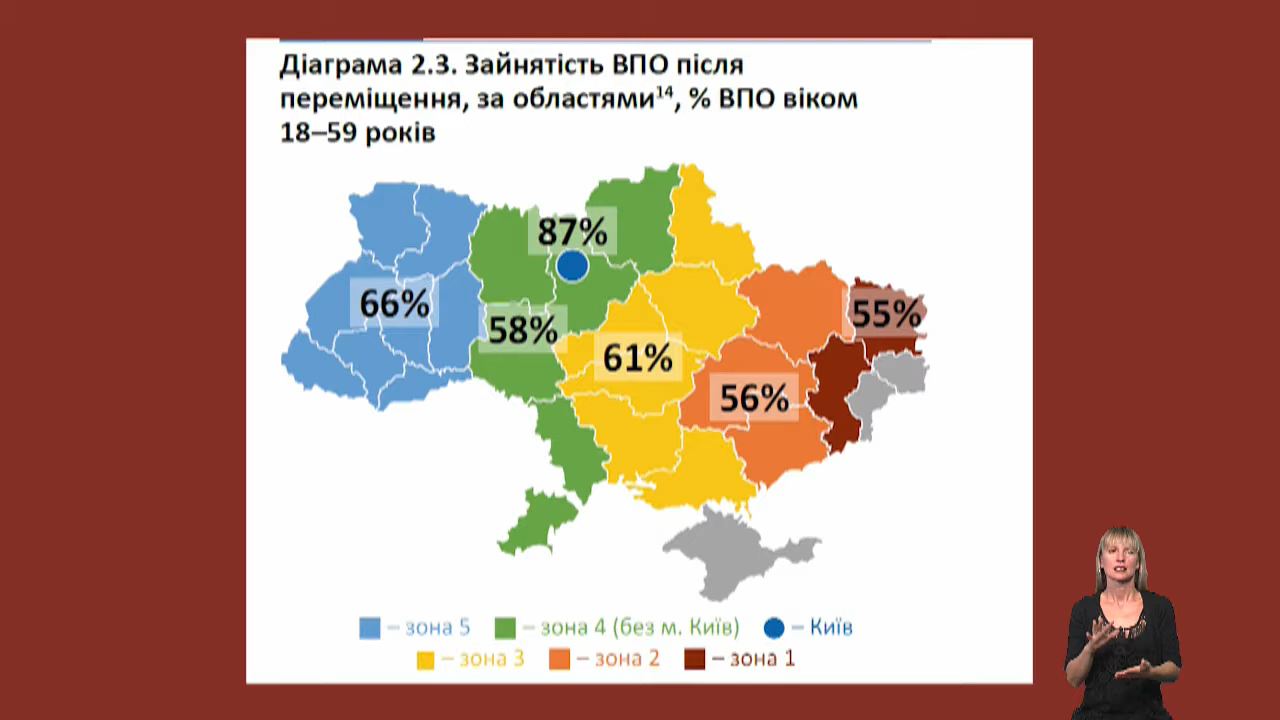 Діаграма 2.3. Зайнятість ВПО після
переміщення, за областями¹⁴, % ВПО віком
18–59 років
87%
66%
58%
61%
55%
56%
– зона 5 – зона 4 (без м. Київ) – Київ
– зона 3 – зона 2 – зона 1